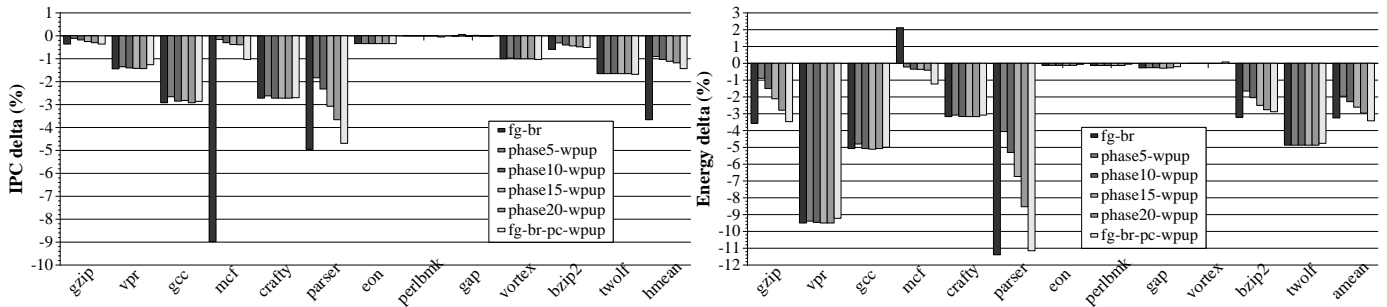 IPC delta (%)
1
0
-1
-2
-3
-4
-5
-6
-7
-8
-9
-10
fg-br
phase5-wpup
phase10-wpup
phase15-wpup
phase20-wpup
fg-br-pc-wpup
gzip
vpr
gcc
mcf
crafty
parser
eon
perlbmk
gap
vortex
bzip2
twolf
hmean
Energy delta (%)
3
2
1
0
-1
-2
-3
-4
-5
-6
-7
-8
-9
-10
-11
-12
fg-br
phase5-wpup
phase10-wpup
phase15-wpup
phase20-wpup
fg-br-pc-wpup
gzip
vpr
gcc
mcf
crafty
parser
eon
perlbmk
gap
vortex
bzip2
twolf
amean